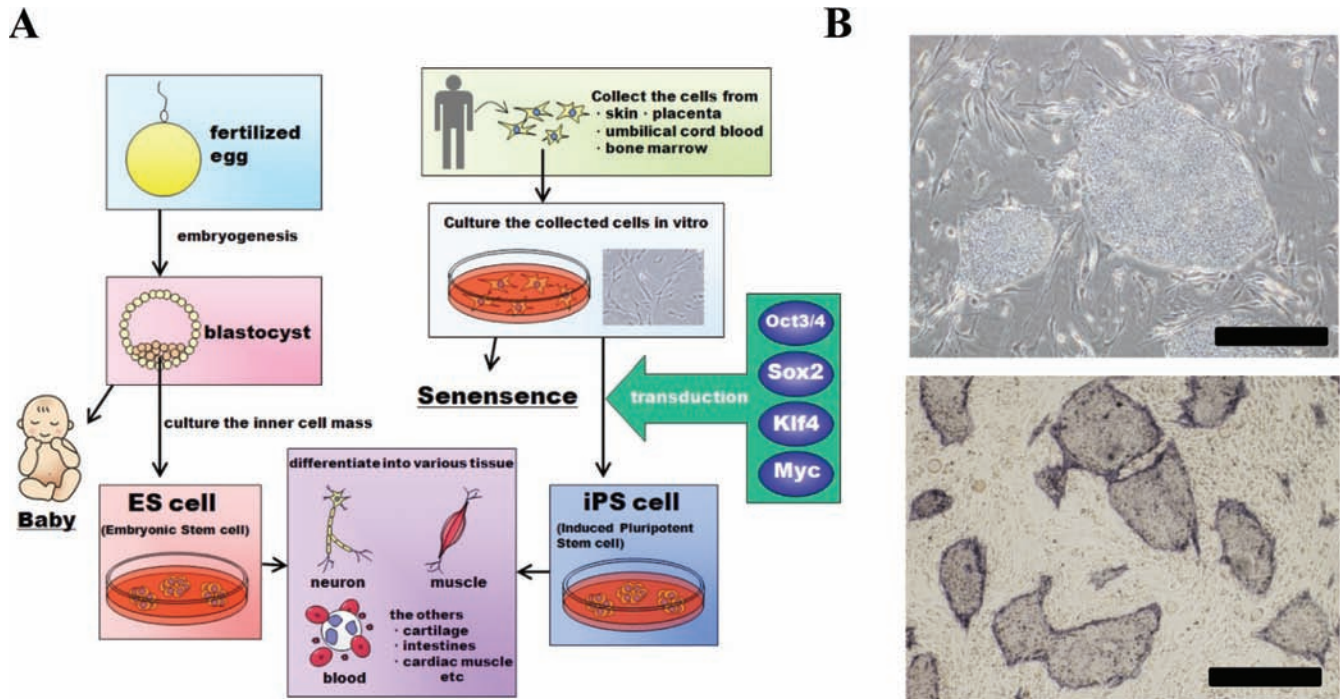 A
B
fertilized
egg
embryogenesis
blastocyst
culture the inner cell mass
Baby
ES cell
(Embryonic Stem cell)
Collect the cells from
· skin · placenta
· umbilical cord blood
· bone marrow
Culture the collected cells in vitro
Senensence
transduction
Oct3/4
Sox2
Klf4
Myc
differentiate into various tissue
neuron
muscle
blood
the others
· cartilage
· intestines
· cardiac muscle
etc
iPS cell
(Induced Pluripotent
Stem cell)